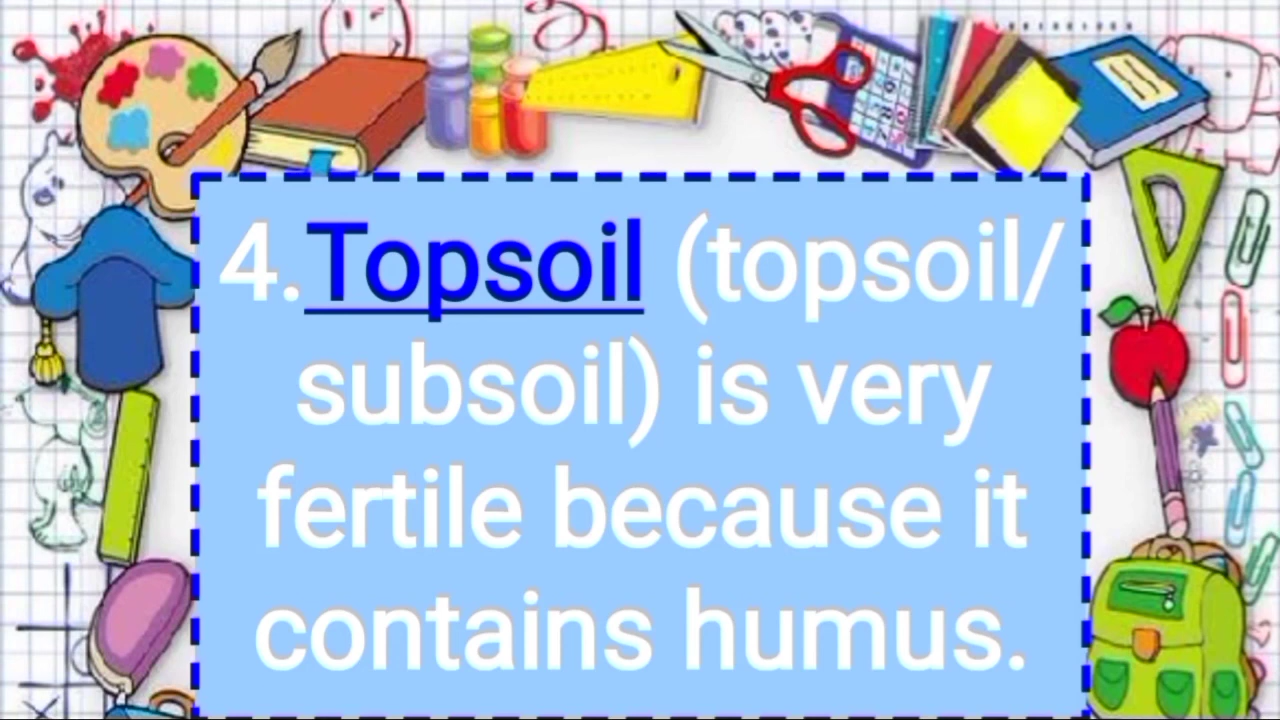 4.Topsoil (topsoil/
subsoil) is very
fertile because it
contains humus.